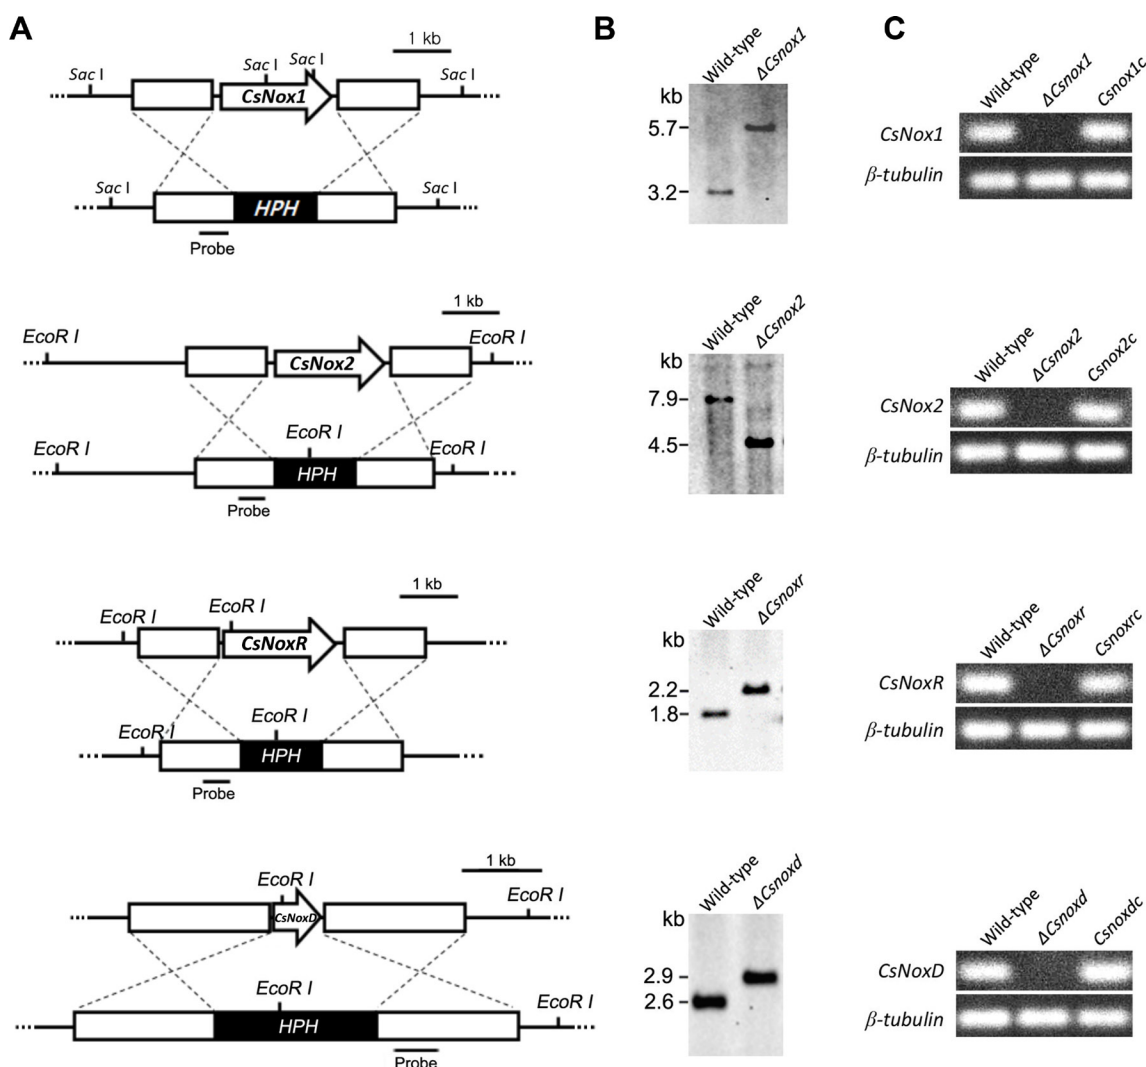 A
1 kb
Sac I
Sac I
Sac I
Sac I
CsNox1
Sac I
Sac I
HPH
Probe
1 kb
EcoR I
EcoR I
CsNox2
EcoR I
EcoR I
EcoR I
HPH
Probe
1 kb
EcoR I
EcoR I
CsNoxR
EcoR I
EcoR I
HPH
Probe
1 kb
EcoR I
EcoR I
CsNoxD
EcoR I
EcoR I
HPH
Probe
B
Wild-type
ΔCsnox1
kb
5.7
3.2
Wild-type
ΔCsnox2
kb
7.9
4.5
Wild-type
ΔCsnoxr
kb
2.2
1.8
Wild-type
ΔCsnoxd
kb
2.9
2.6
C
Wild-type
ΔCsnox1
Csnox1c
CsNox1
β-tubulin
Wild-type
ΔCsnox2
Csnox2c
CsNox2
β-tubulin
Wild-type
ΔCsnoxr
Csnoxrc
CsNoxR
β-tubulin
Wild-type
ΔCsnoxd
Csnoxdc
CsNoxD
β-tubulin